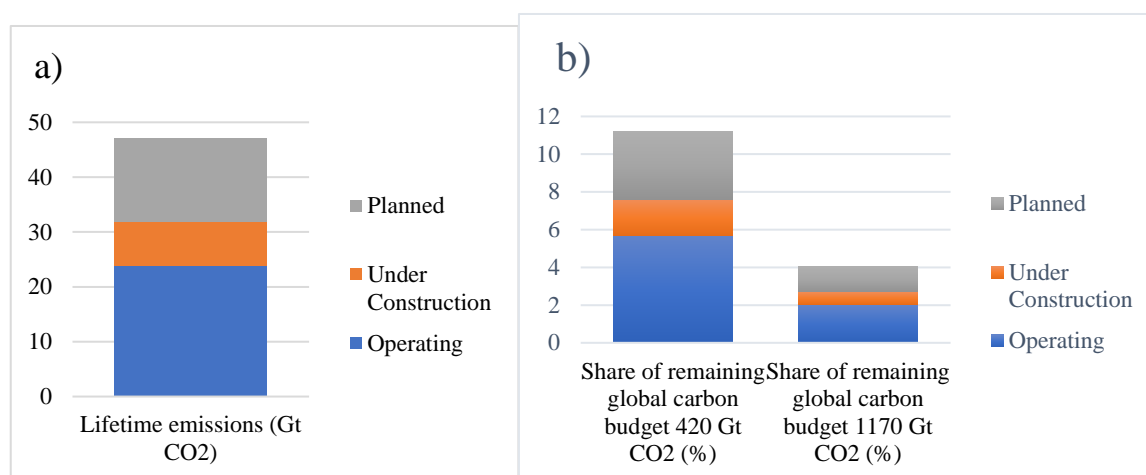 a)
50
40
30
20
10
0
Lifetime emissions (Gt
CO2)
Planned
Under
Construction
Operating
b)
12
10
8
6
4
2
0
Share of remaining
global carbon
budget 420 Gt
CO2 (%)
Share of remaining
global carbon
budget 1170 Gt
CO2 (%)
Planned
Under
Construction
Operating